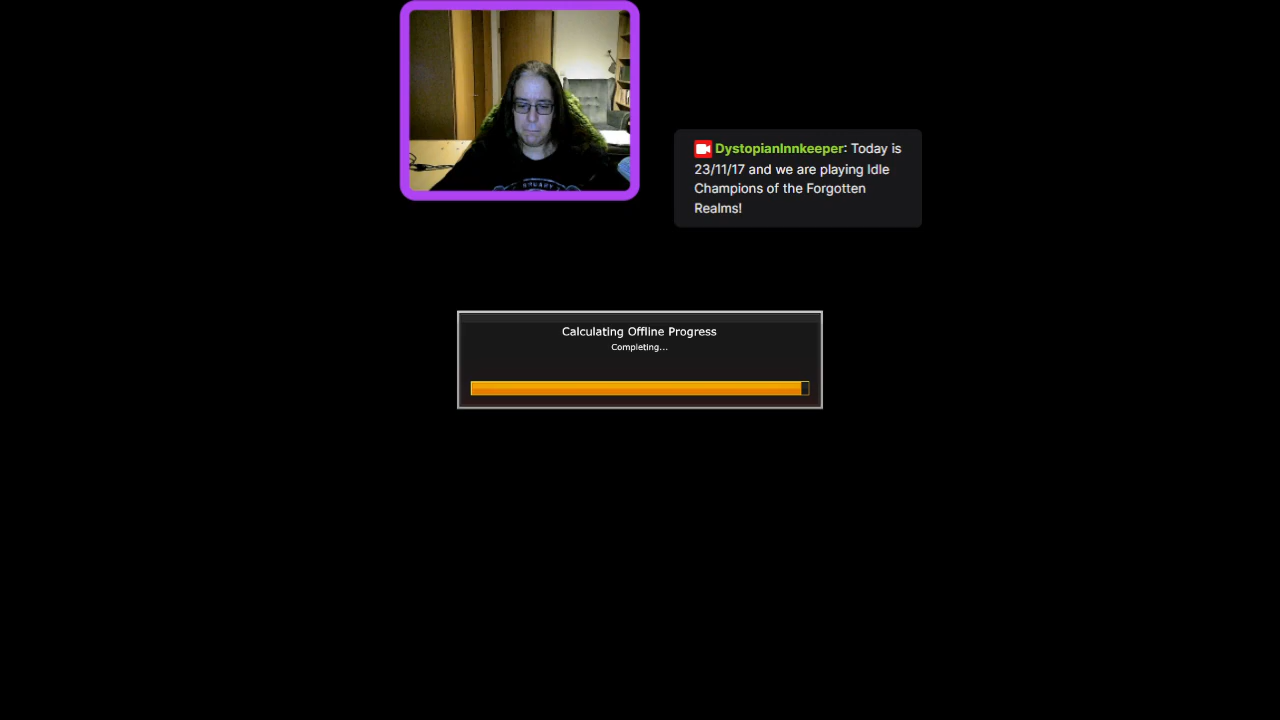 DystopianInnkeeper: Today is
23/11/17 and we are playing Idle
Champions of the Forgotten
Realms!
Calculating Offline Progress
Completing...